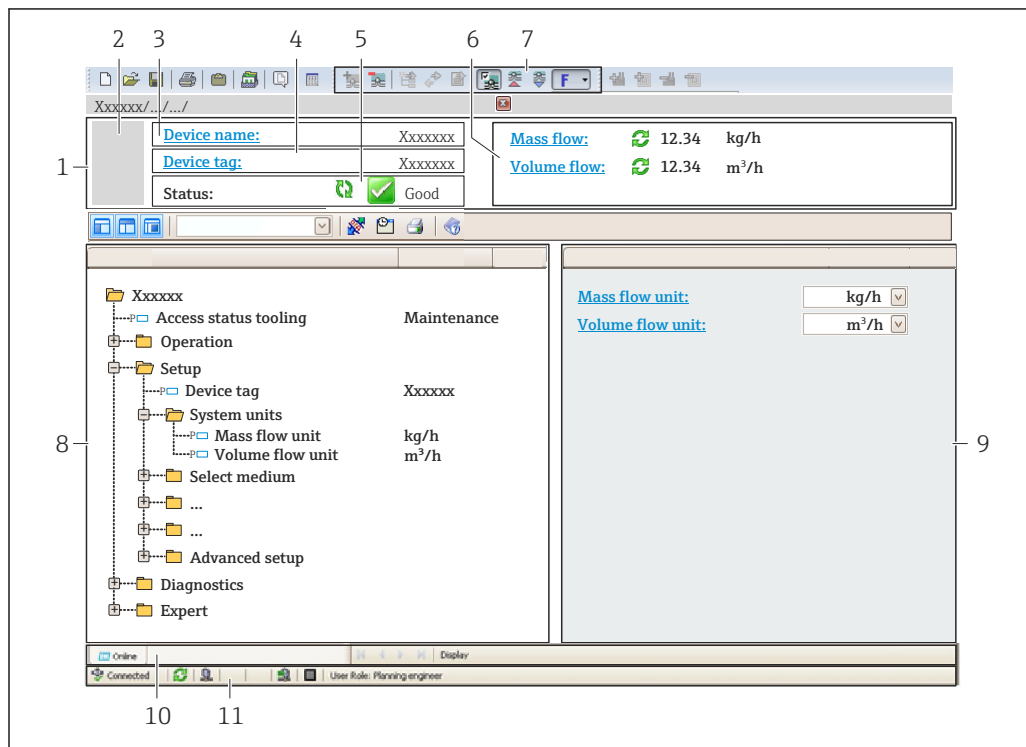 2 3 4 5 6 7
F
Xxxxxx/.../.../
1
Device name: Xxxxxxx
Device tag: Xxxxxxx
Status: Good
Mass flow: 12.34 kg/h
Volume flow: 12.34 m³/h
Xxxxxx
P Access status tooling Maintenance
Operation
Setup
P Device tag Xxxxxx
System units
P Mass flow unit kg/h
P Volume flow unit m³/h
Select medium
...
...
Advanced setup
Diagnostics
Expert
8
Mass flow unit: kg/h
Volume flow unit: m³/h
9
Online Display
Connected User Role: Planning engineer
10 11